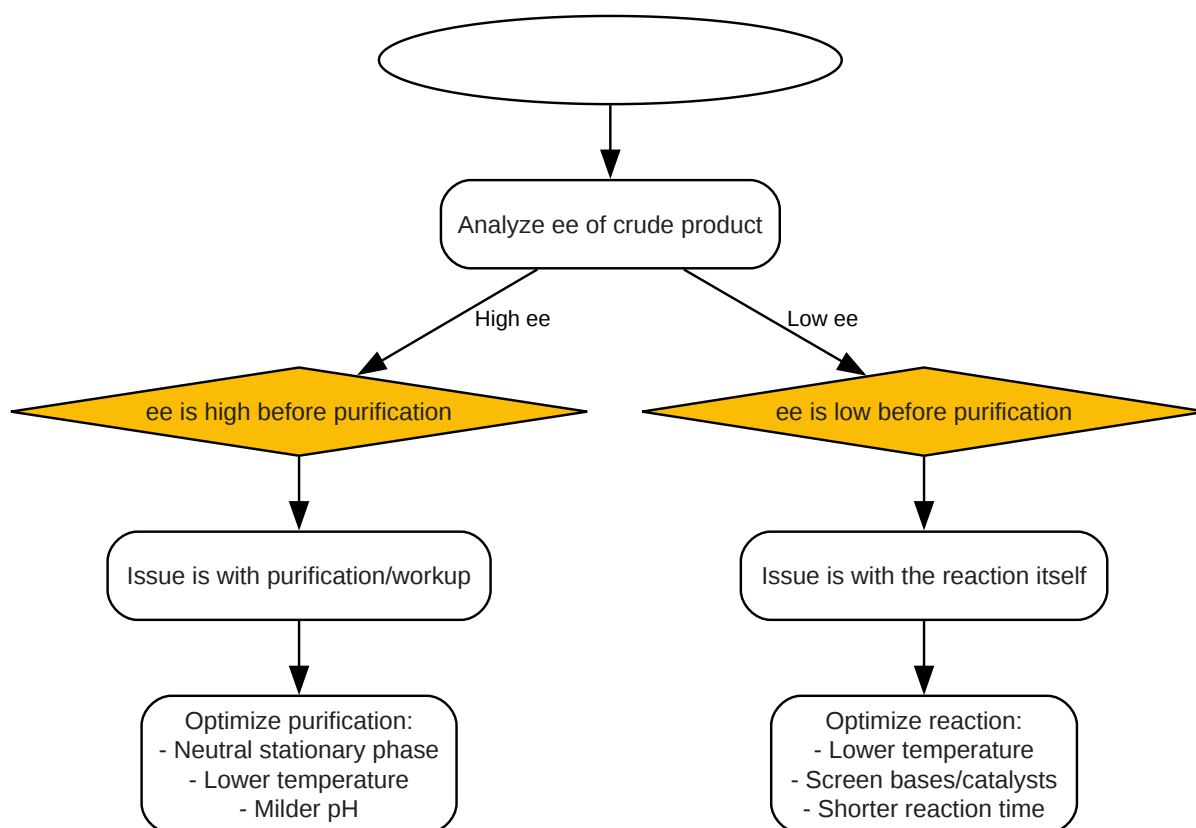 Analyze ee of crude product
High ee
Low ee
ee is high before purification
ee is low before purification
Issue is with purification/workup
Issue is with the reaction itself
Optimize purification:
- Neutral stationary phase
- Lower temperature
- Milder pH
Optimize reaction:
- Lower temperature
- Screen bases/catalysts
- Shorter reaction time